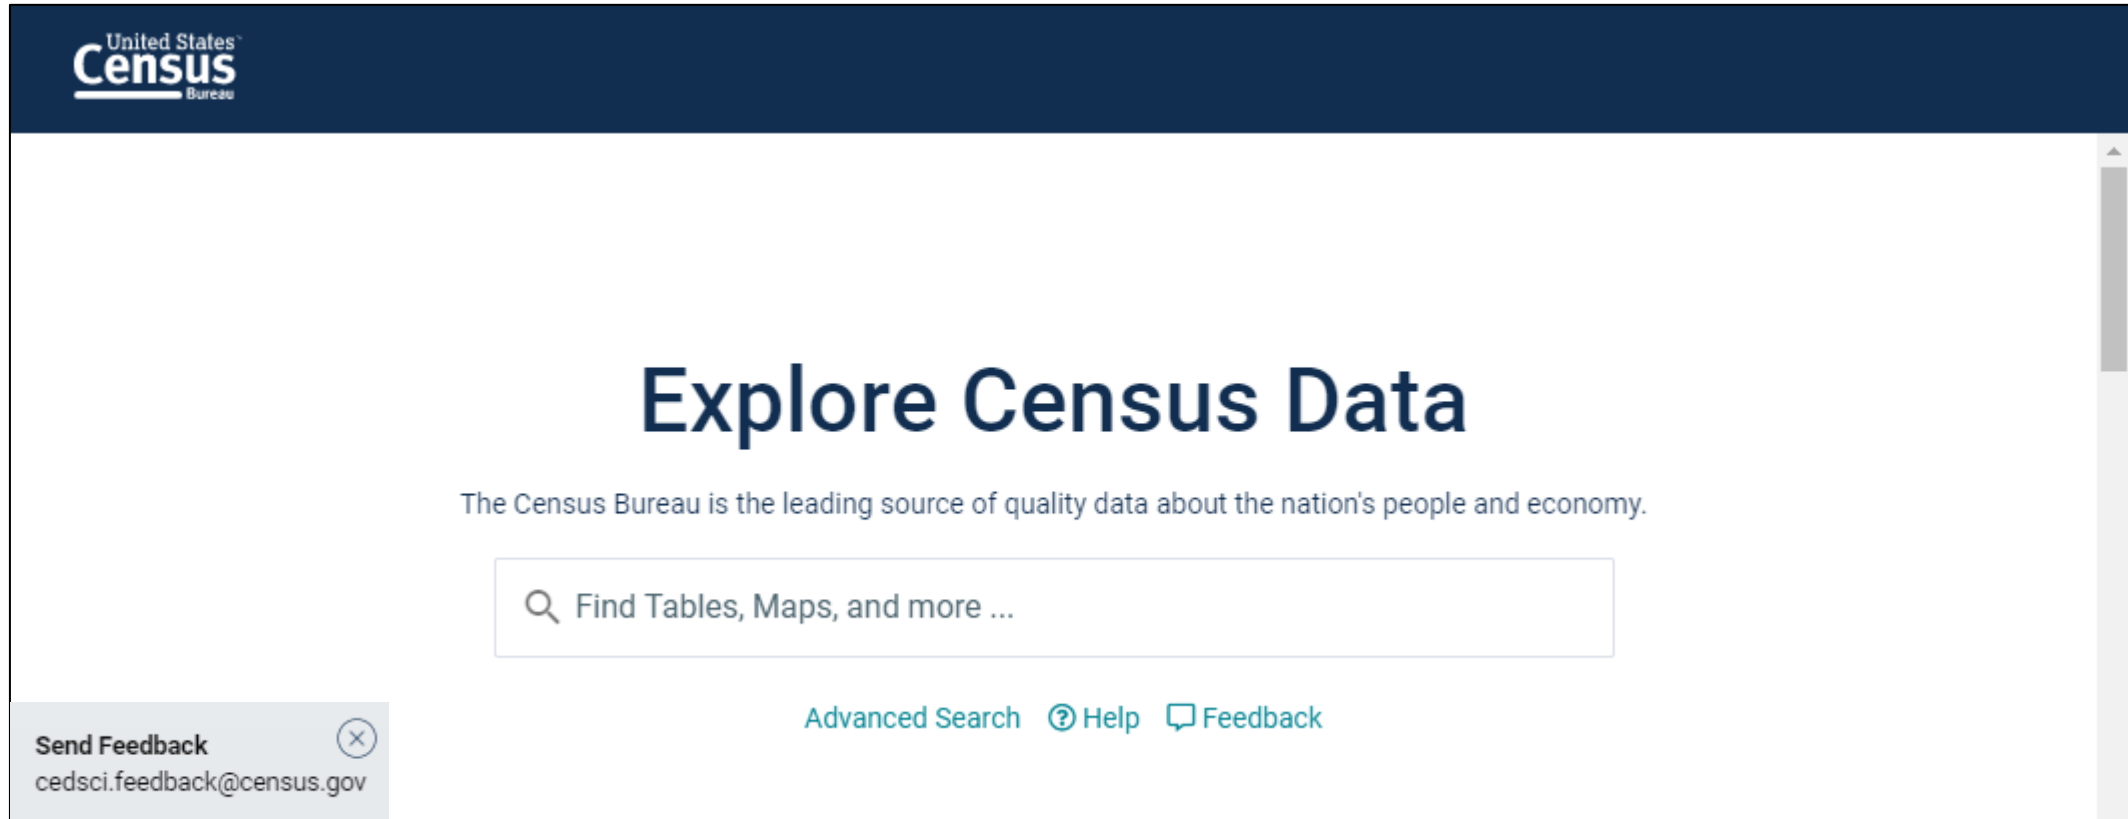 United States™
Census
Bureau
Explore Census Data
The Census Bureau is the leading source of quality data about the nation's people and economy.
Find Tables, Maps, and more ...
Advanced Search Help Feedback
Send Feedback
cedsci.feedback@census.gov